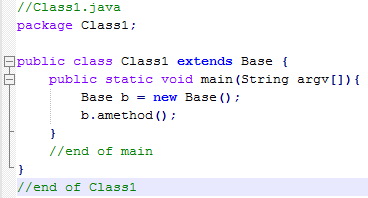 //Class1.java
package Class1;
public class Class1 extends Base {
public static void main(String argv[]){
Base b = new Base();
b.amethod();
}
//end of main
}
//end of Class1